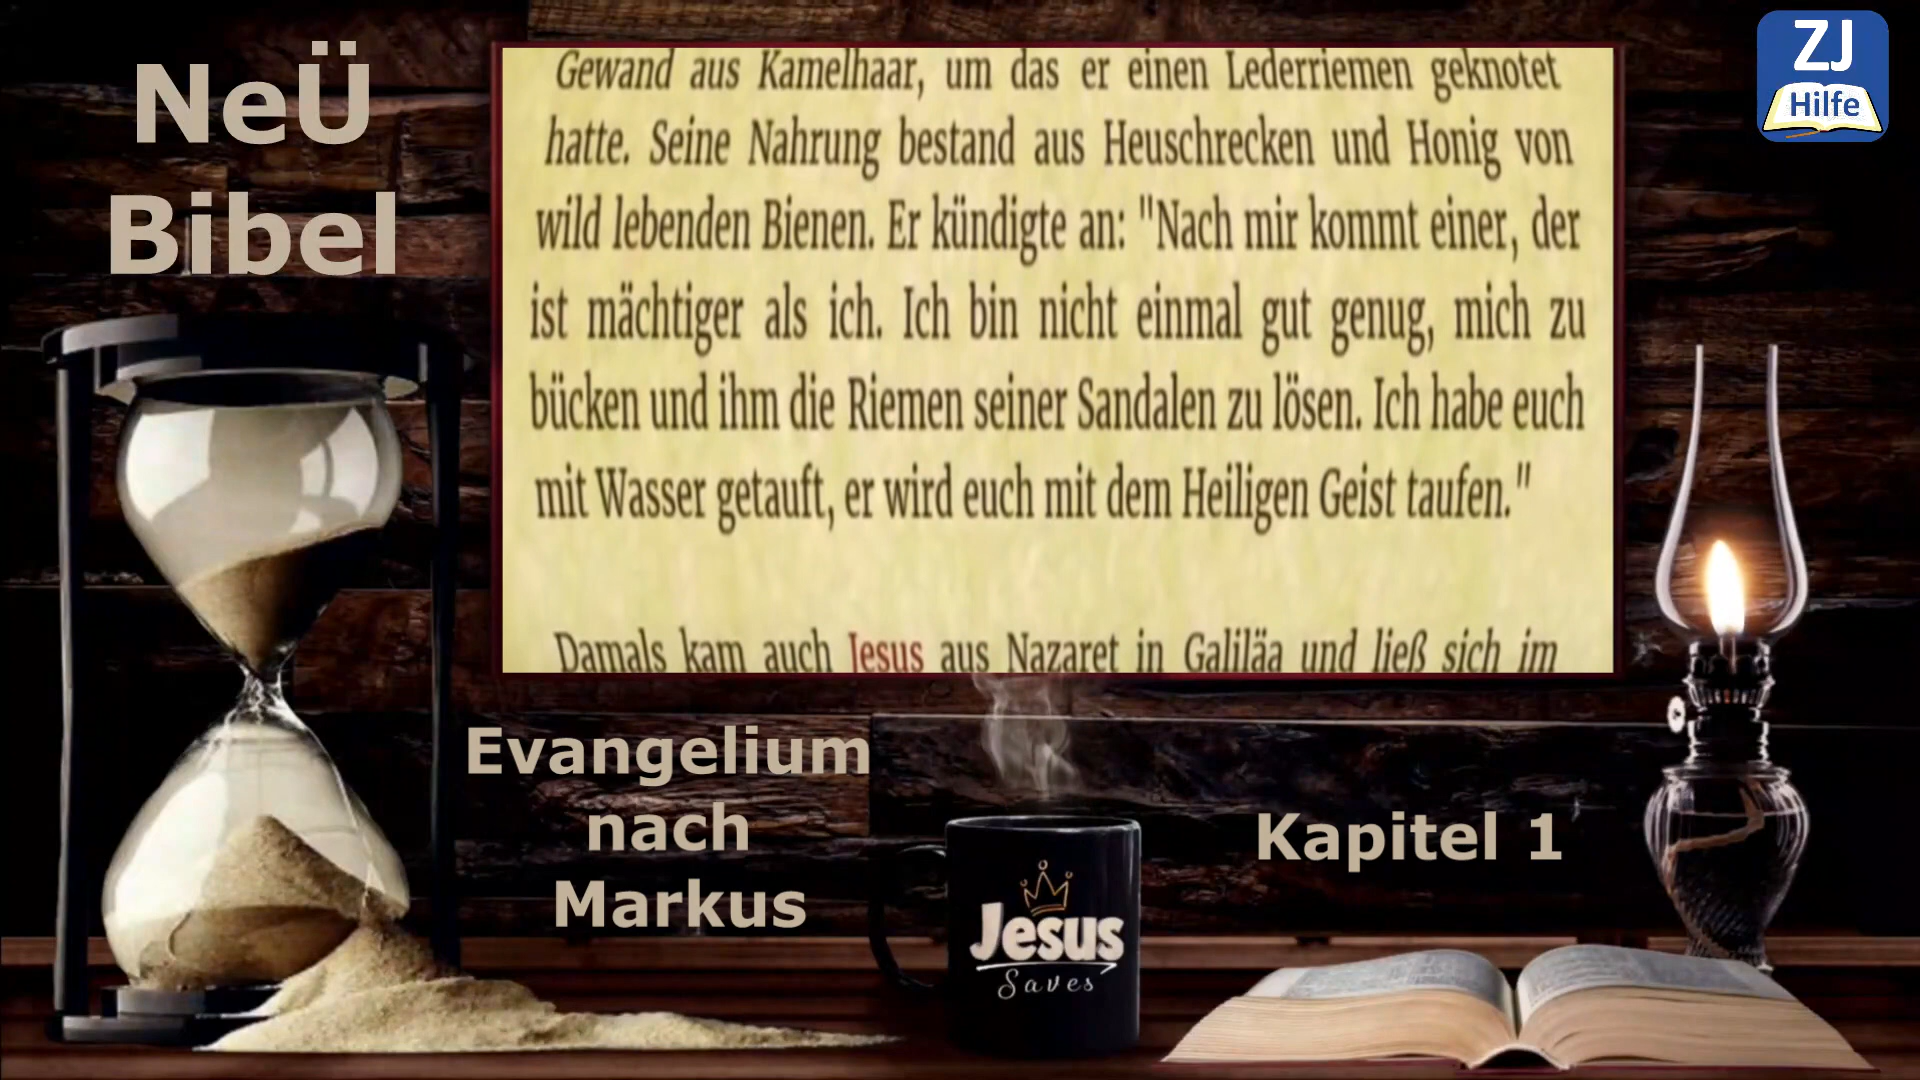 NeÜ
Bibel
Gewand aus Kamelhaar, um das er einen Lederriemen geknotet
hatte. Seine Nahrung bestand aus Heuschrecken und Honig von
wild lebenden Bienen. Er kündigte an: "Nach mir kommt einer, der
ist mächtiger als ich. Ich bin nicht einmal gut genug, mich zu
bücken und ihm die Riemen seiner Sandalen zu lösen. Ich habe euch
mit Wasser getauft, er wird euch mit dem Heiligen Geist taufen."
Damals kam auch Jesus aus Nazaret in Galiläa und ließ sich im
ZJ
Hilfe
Evangelium
nach
Markus
Kapitel 1
Jesus
Saves